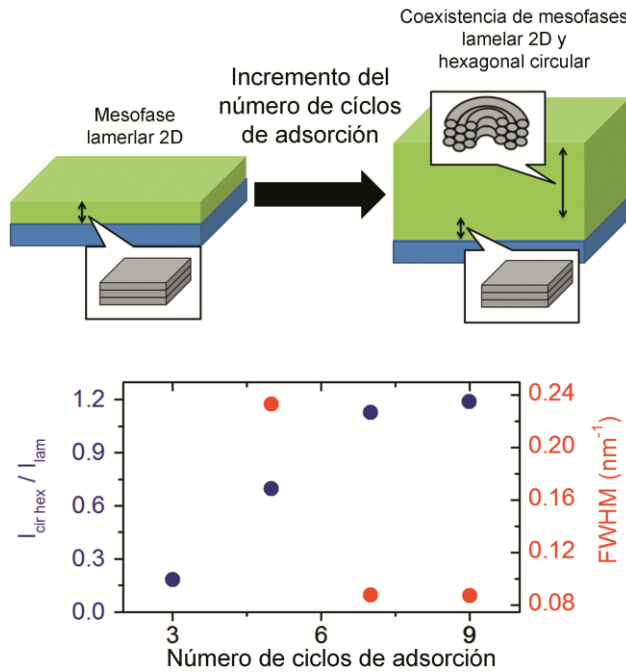 Coexistencia de mesofases
lamelar 2D y
hexagonal circular
Incremento del
número de cíclos
de adsorción
Mesofase
lamerlar 2D
1.2
0.9
0.6
0.3
0.0
I cir hex / I lam
0.24
0.20
0.16
0.12
0.08
FWHM (nm⁻¹)
3
6
9
Número de ciclos de adsorción